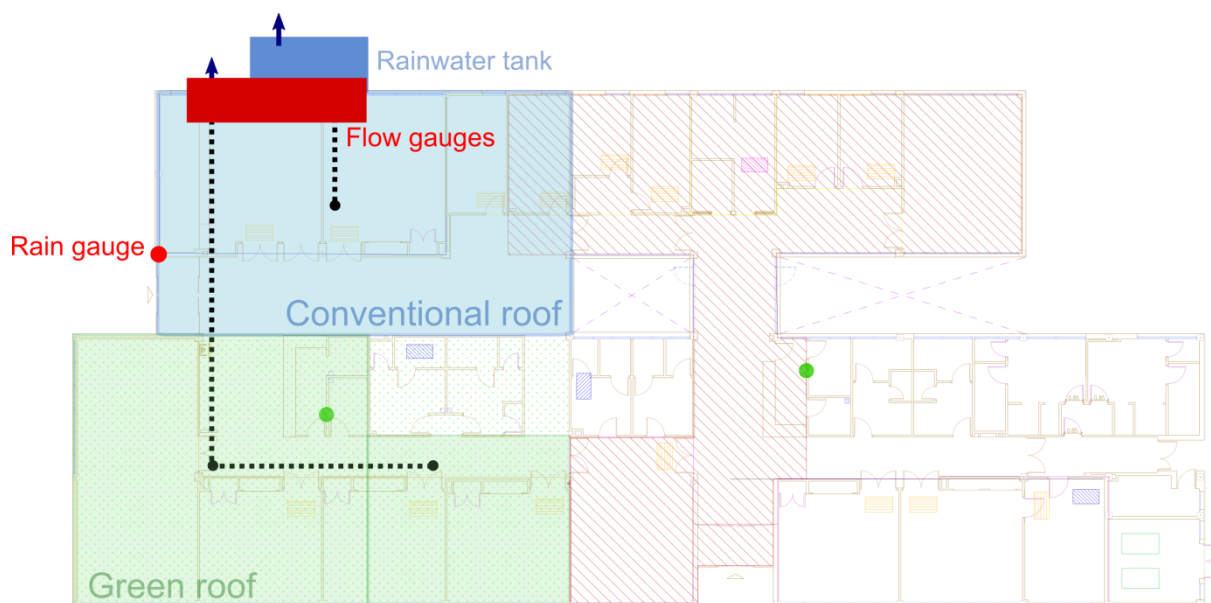 Rainwater tank
Flow gauges
Rain gauge
Conventional roof
Green roof